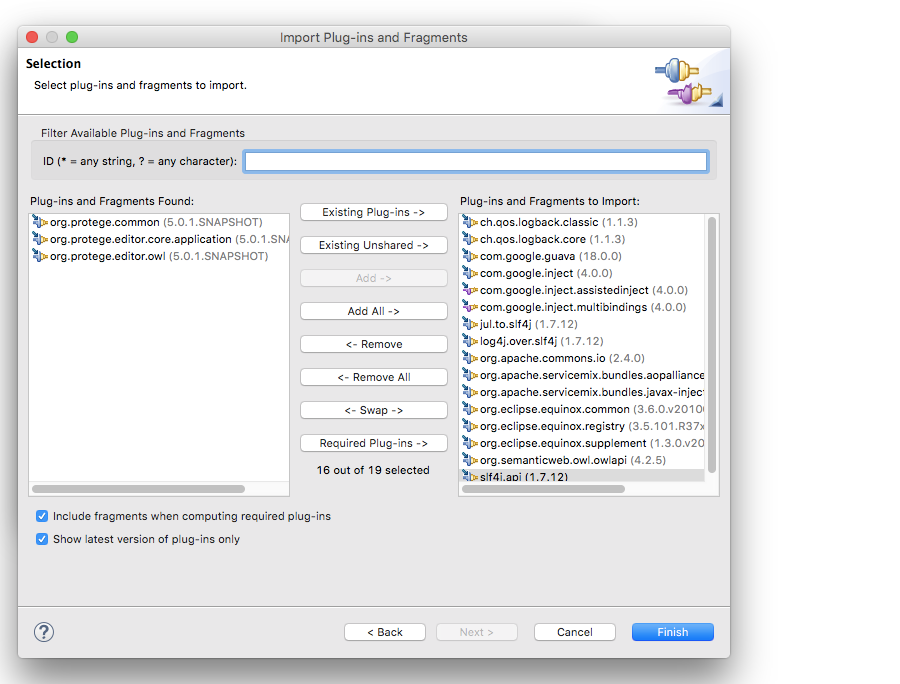 Import Plug-ins and Fragments
Selection
Select plug-ins and fragments to import.
Filter Available Plug-ins and Fragments
ID (* = any string, ? = any character):
Plug-ins and Fragments Found:
org.protege.common (5.0.1.SNAPSHOT)
org.protege.editor.core.application (5.0.1.SNA
org.protege.editor.owl (5.0.1.SNAPSHOT)
Existing Plug-ins ->
Existing Unshared ->
Add ->
Add All ->
<- Remove
<- Remove All
<- Swap ->
Required Plug-ins ->
16 out of 19 selected
Plug-ins and Fragments to Import:
ch.qos.logback.classic (1.1.3)
ch.qos.logback.core (1.1.3)
com.google.guava (18.0.0)
com.google.inject (4.0.0)
com.google.inject.assistedinject (4.0.0)
com.google.inject.multibindings (4.0.0)
jul.to.slf4j (1.7.12)
log4j.over.slf4j (1.7.12)
org.apache.commons.io (2.4.0)
org.apache.servicemix.bundles.aopalliance
org.apache.servicemix.bundles.javax-inject
org.eclipse.equinox.common (3.6.0.v2010
org.eclipse.equinox.registry (3.5.101.R37x
org.eclipse.equinox.supplement (1.3.0.v20
org.semanticweb.owl.owlapi (4.2.5)
slf4j.api (1.7.12)
Include fragments when computing required plug-ins
Show latest version of plug-ins only
?
< Back
Next >
Cancel
Finish